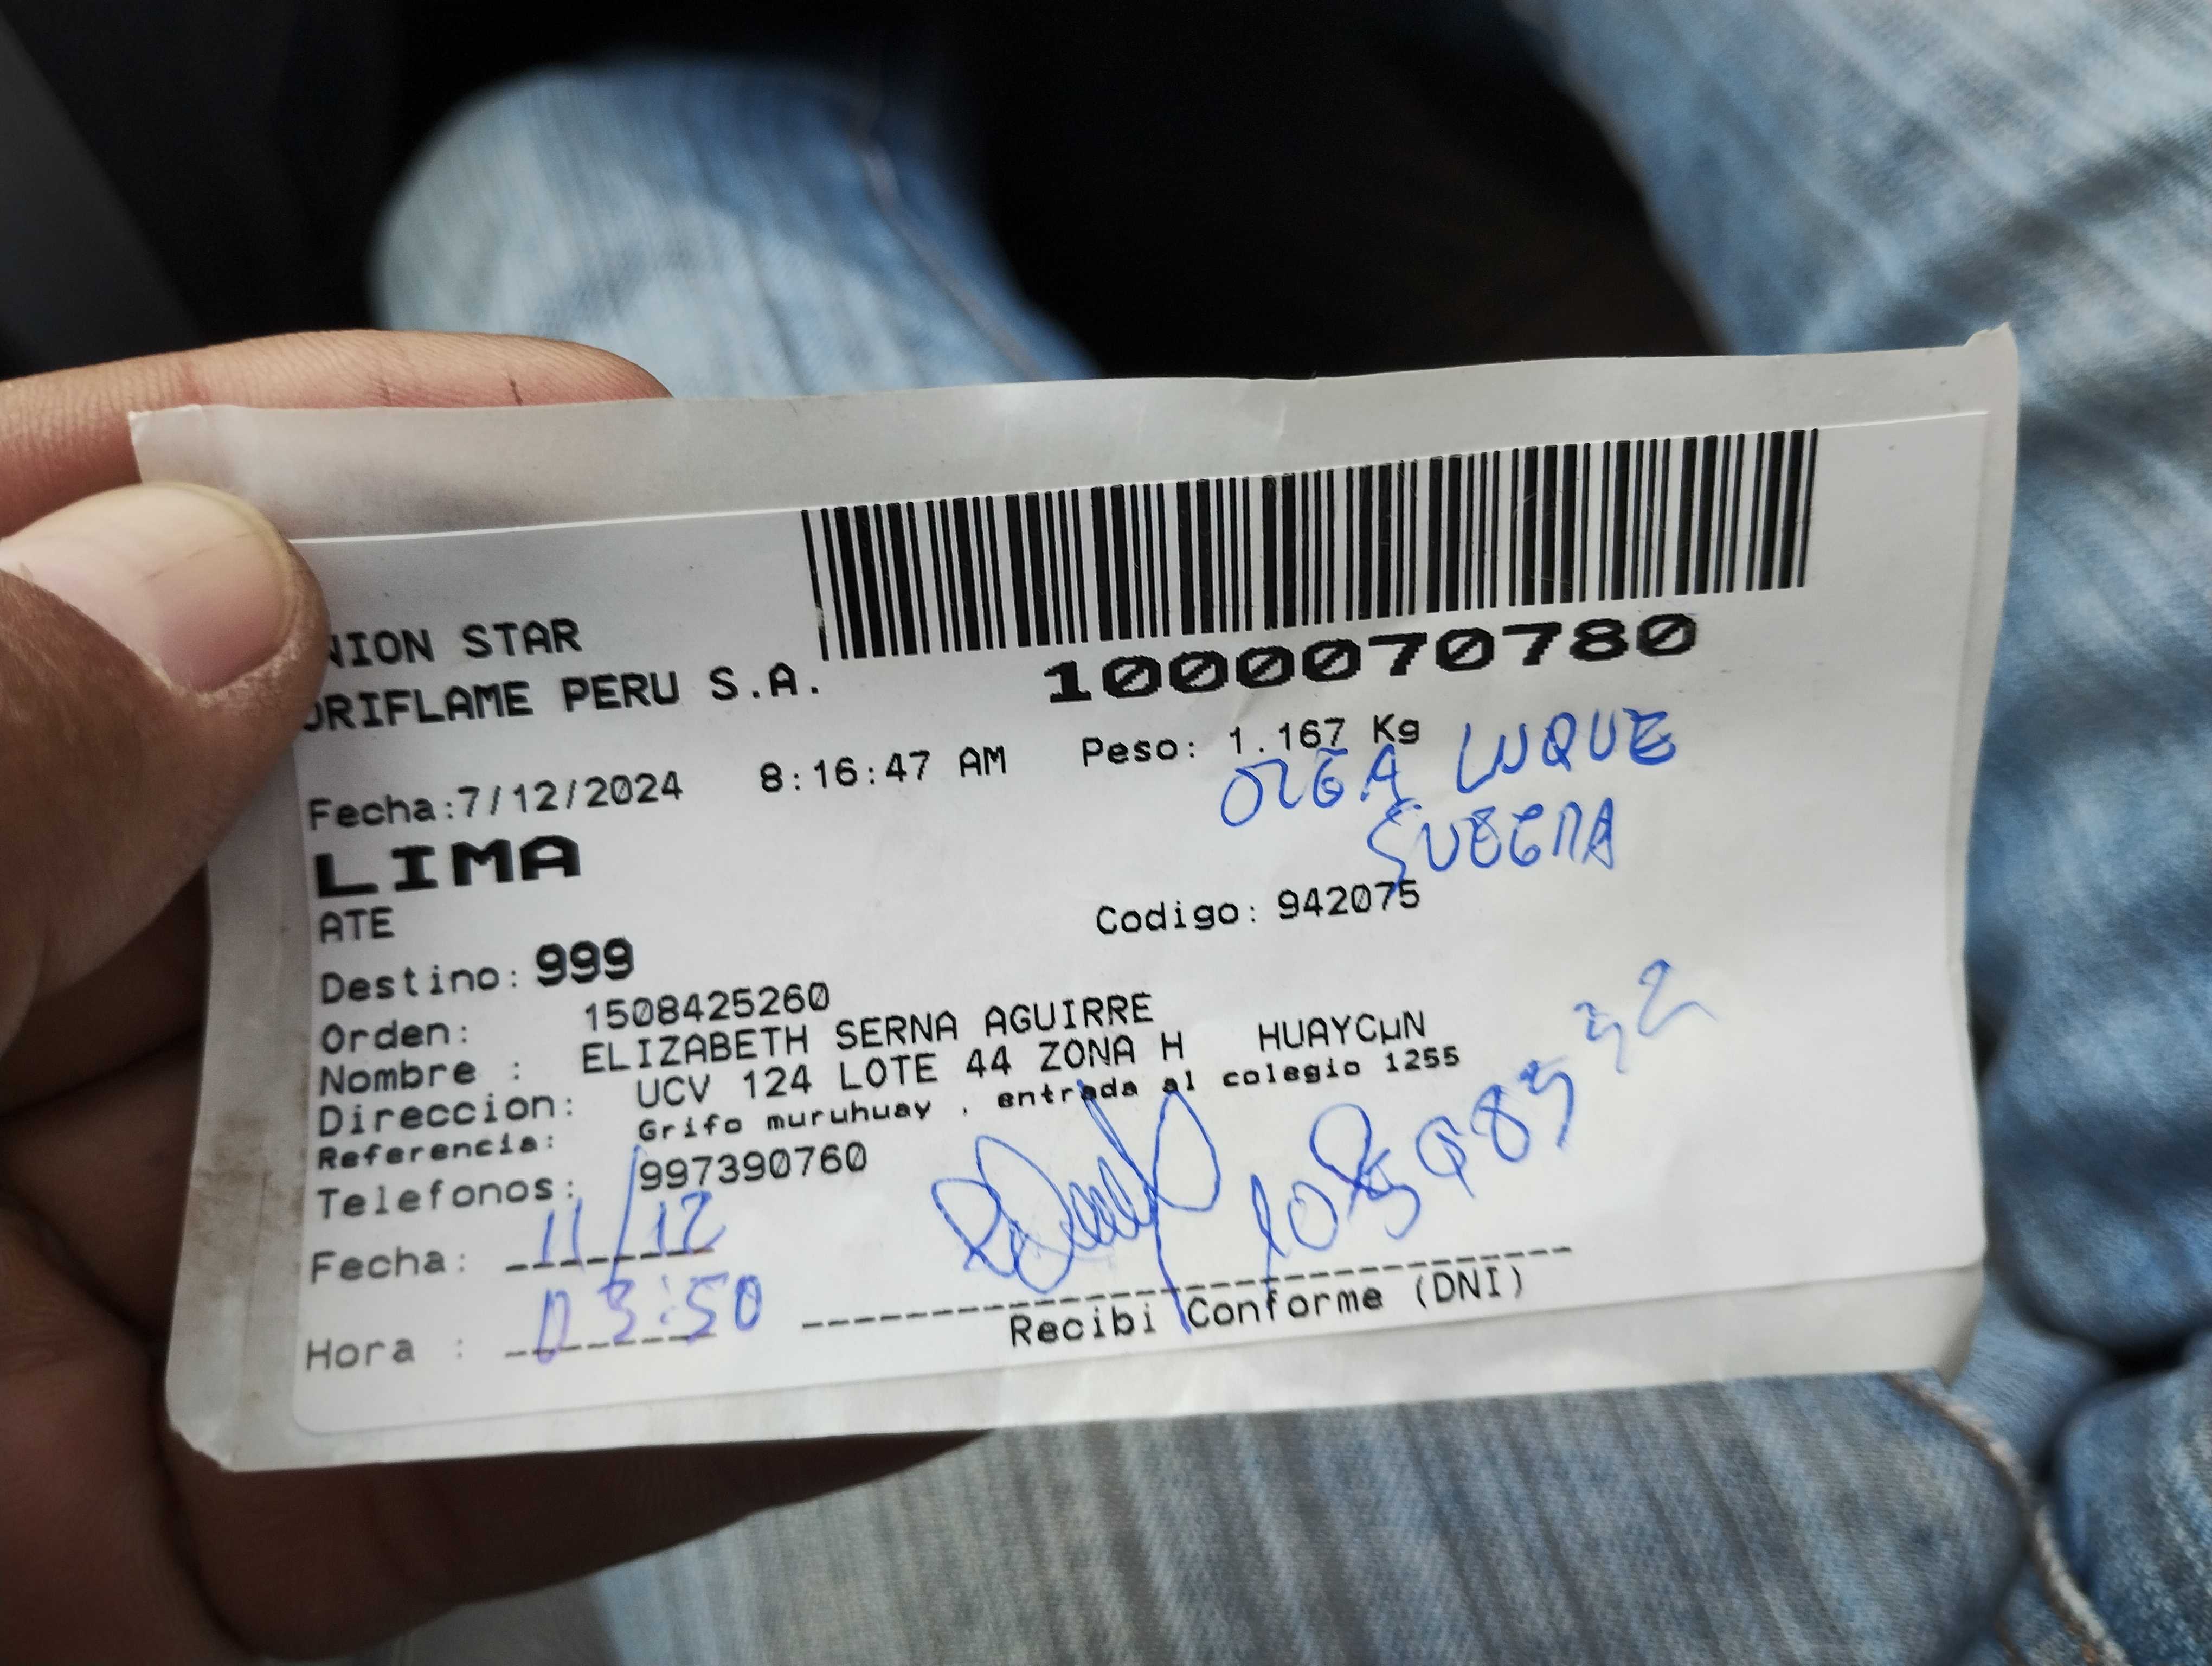 NION STAR
ORIFLAME PERU S.A.
1000070780
Fecha:7/12/2024 8:16:47 AM Peso: 1.167 Kg
OLGA LUQUE
SUEGRA
LIMA
ATE
Codigo: 942075
Destino: 999
Orden: 1508425260
Nombre : ELIZABETH SERNA AGUIRRE
Direccion: UCV 124 LOTE 44 ZONA H HUAYCµN
Referencia: Grifo muruhuay , entrada al colegio 1255
Telefonos: 997390760
Fecha: 11/12
Hora : 03:50
Recibi Conforme (DNI)